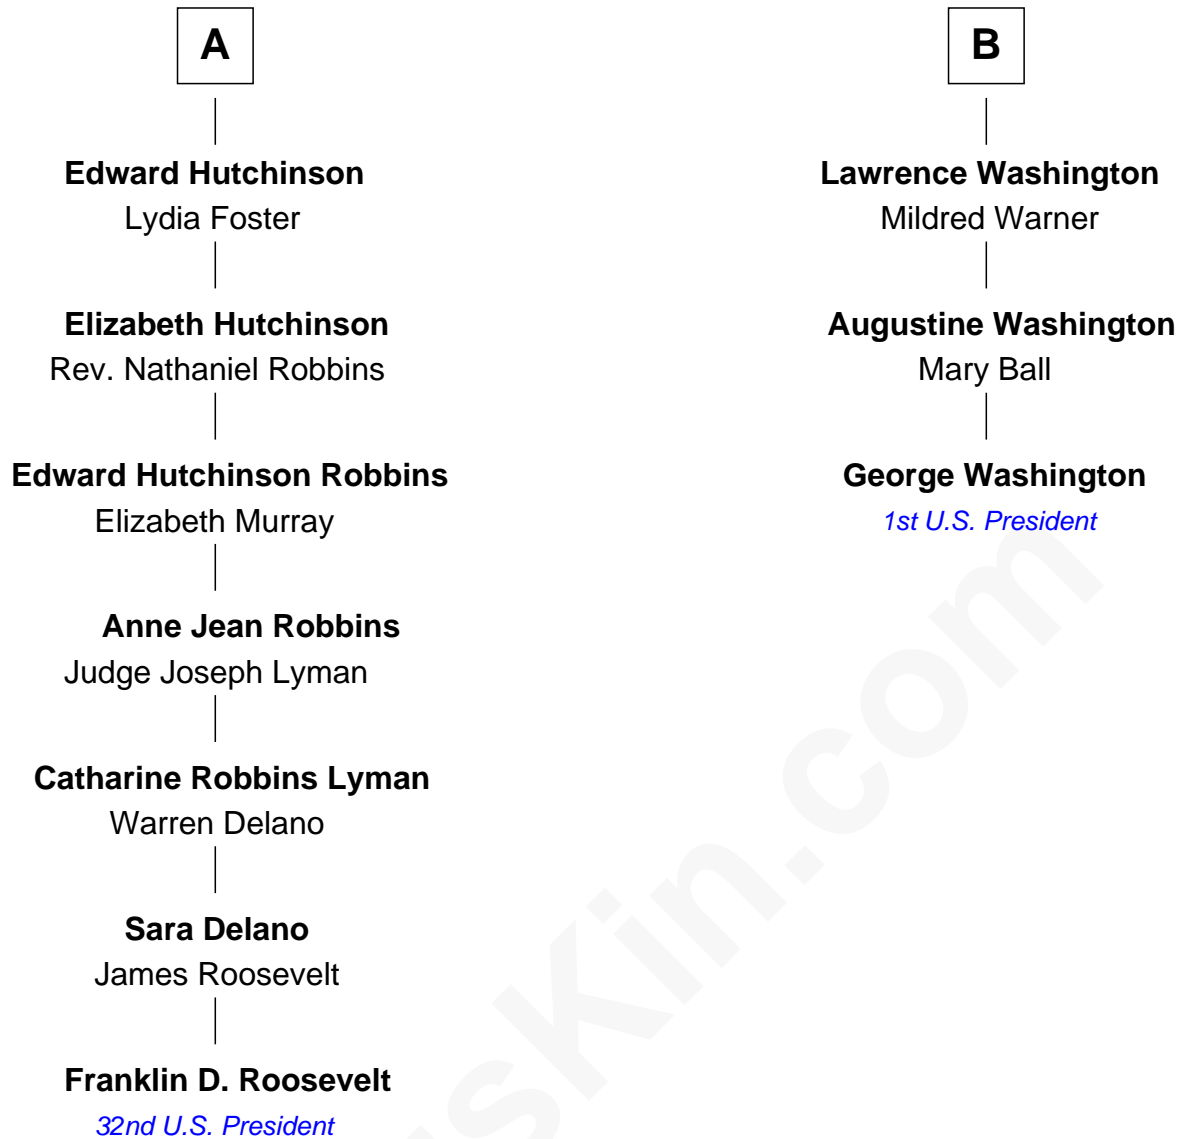 A
Edward Hutchinson
Lydia Foster
Elizabeth Hutchinson
Rev. Nathaniel Robbins
Edward Hutchinson Robbins
Elizabeth Murray
Anne Jean Robbins
Judge Joseph Lyman
Catharine Robbins Lyman
Warren Delano
Sara Delano
James Roosevelt
Franklin D. Roosevelt
32nd U.S. President
B
Lawrence Washington
Mildred Warner
Augustine Washington
Mary Ball
George Washington
1st U.S. President
sKin.com